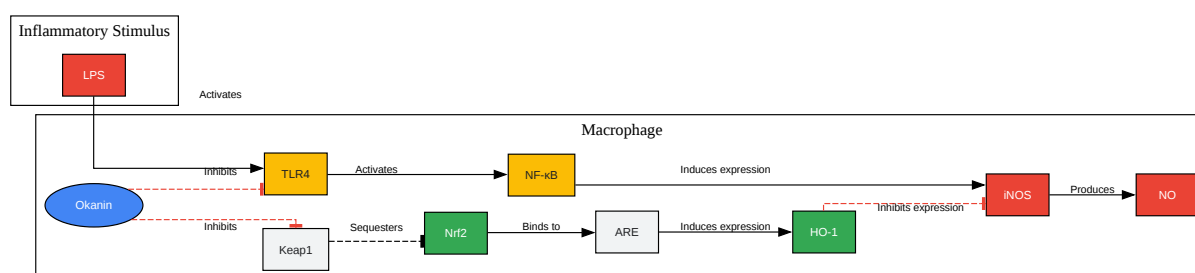 Inflammatory Stimulus
LPS
Activates
Macrophage
Inhibits
TLR4
Activates
NF-κB
Induces expression
iNOS
Produces
NO
Okanin
Inhibits expression
Inhibits
Keap1
Sequesters
Nrf2
Binds to
ARE
Induces expression
HO-1